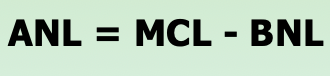 ANL = MCL - BNL